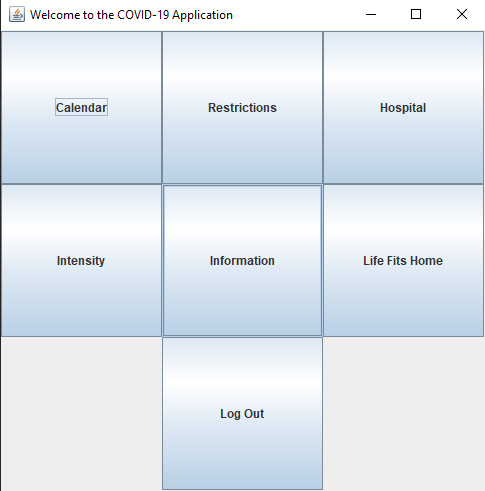 Welcome to the COVID-19 Application
Calendar
Restrictions
Hospital
Intensity
Information
Life Fits Home
Log Out